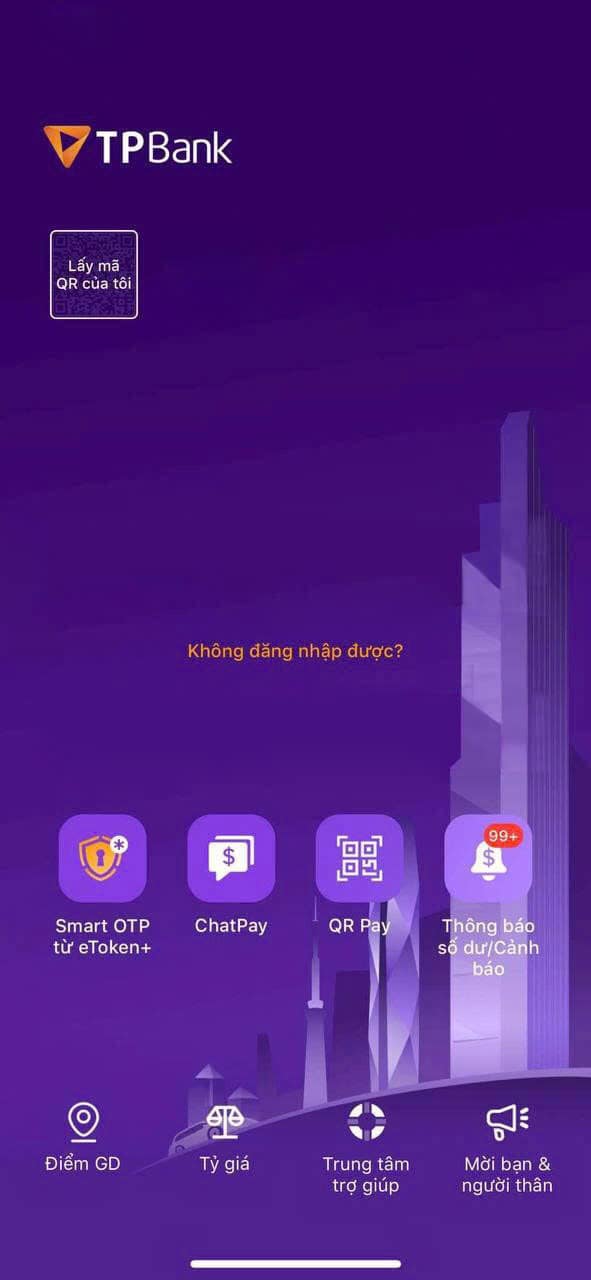 TPBank
Lấy mã
QR của tôi
Không đăng nhập được?
Smart OTP
từ eToken+
ChatPay
QR Pay
99+
Thông báo
số dư/Cảnh
báo
Điểm GD
Tỷ giá
Trung tâm
trợ giúp
Mời bạn &
người thân